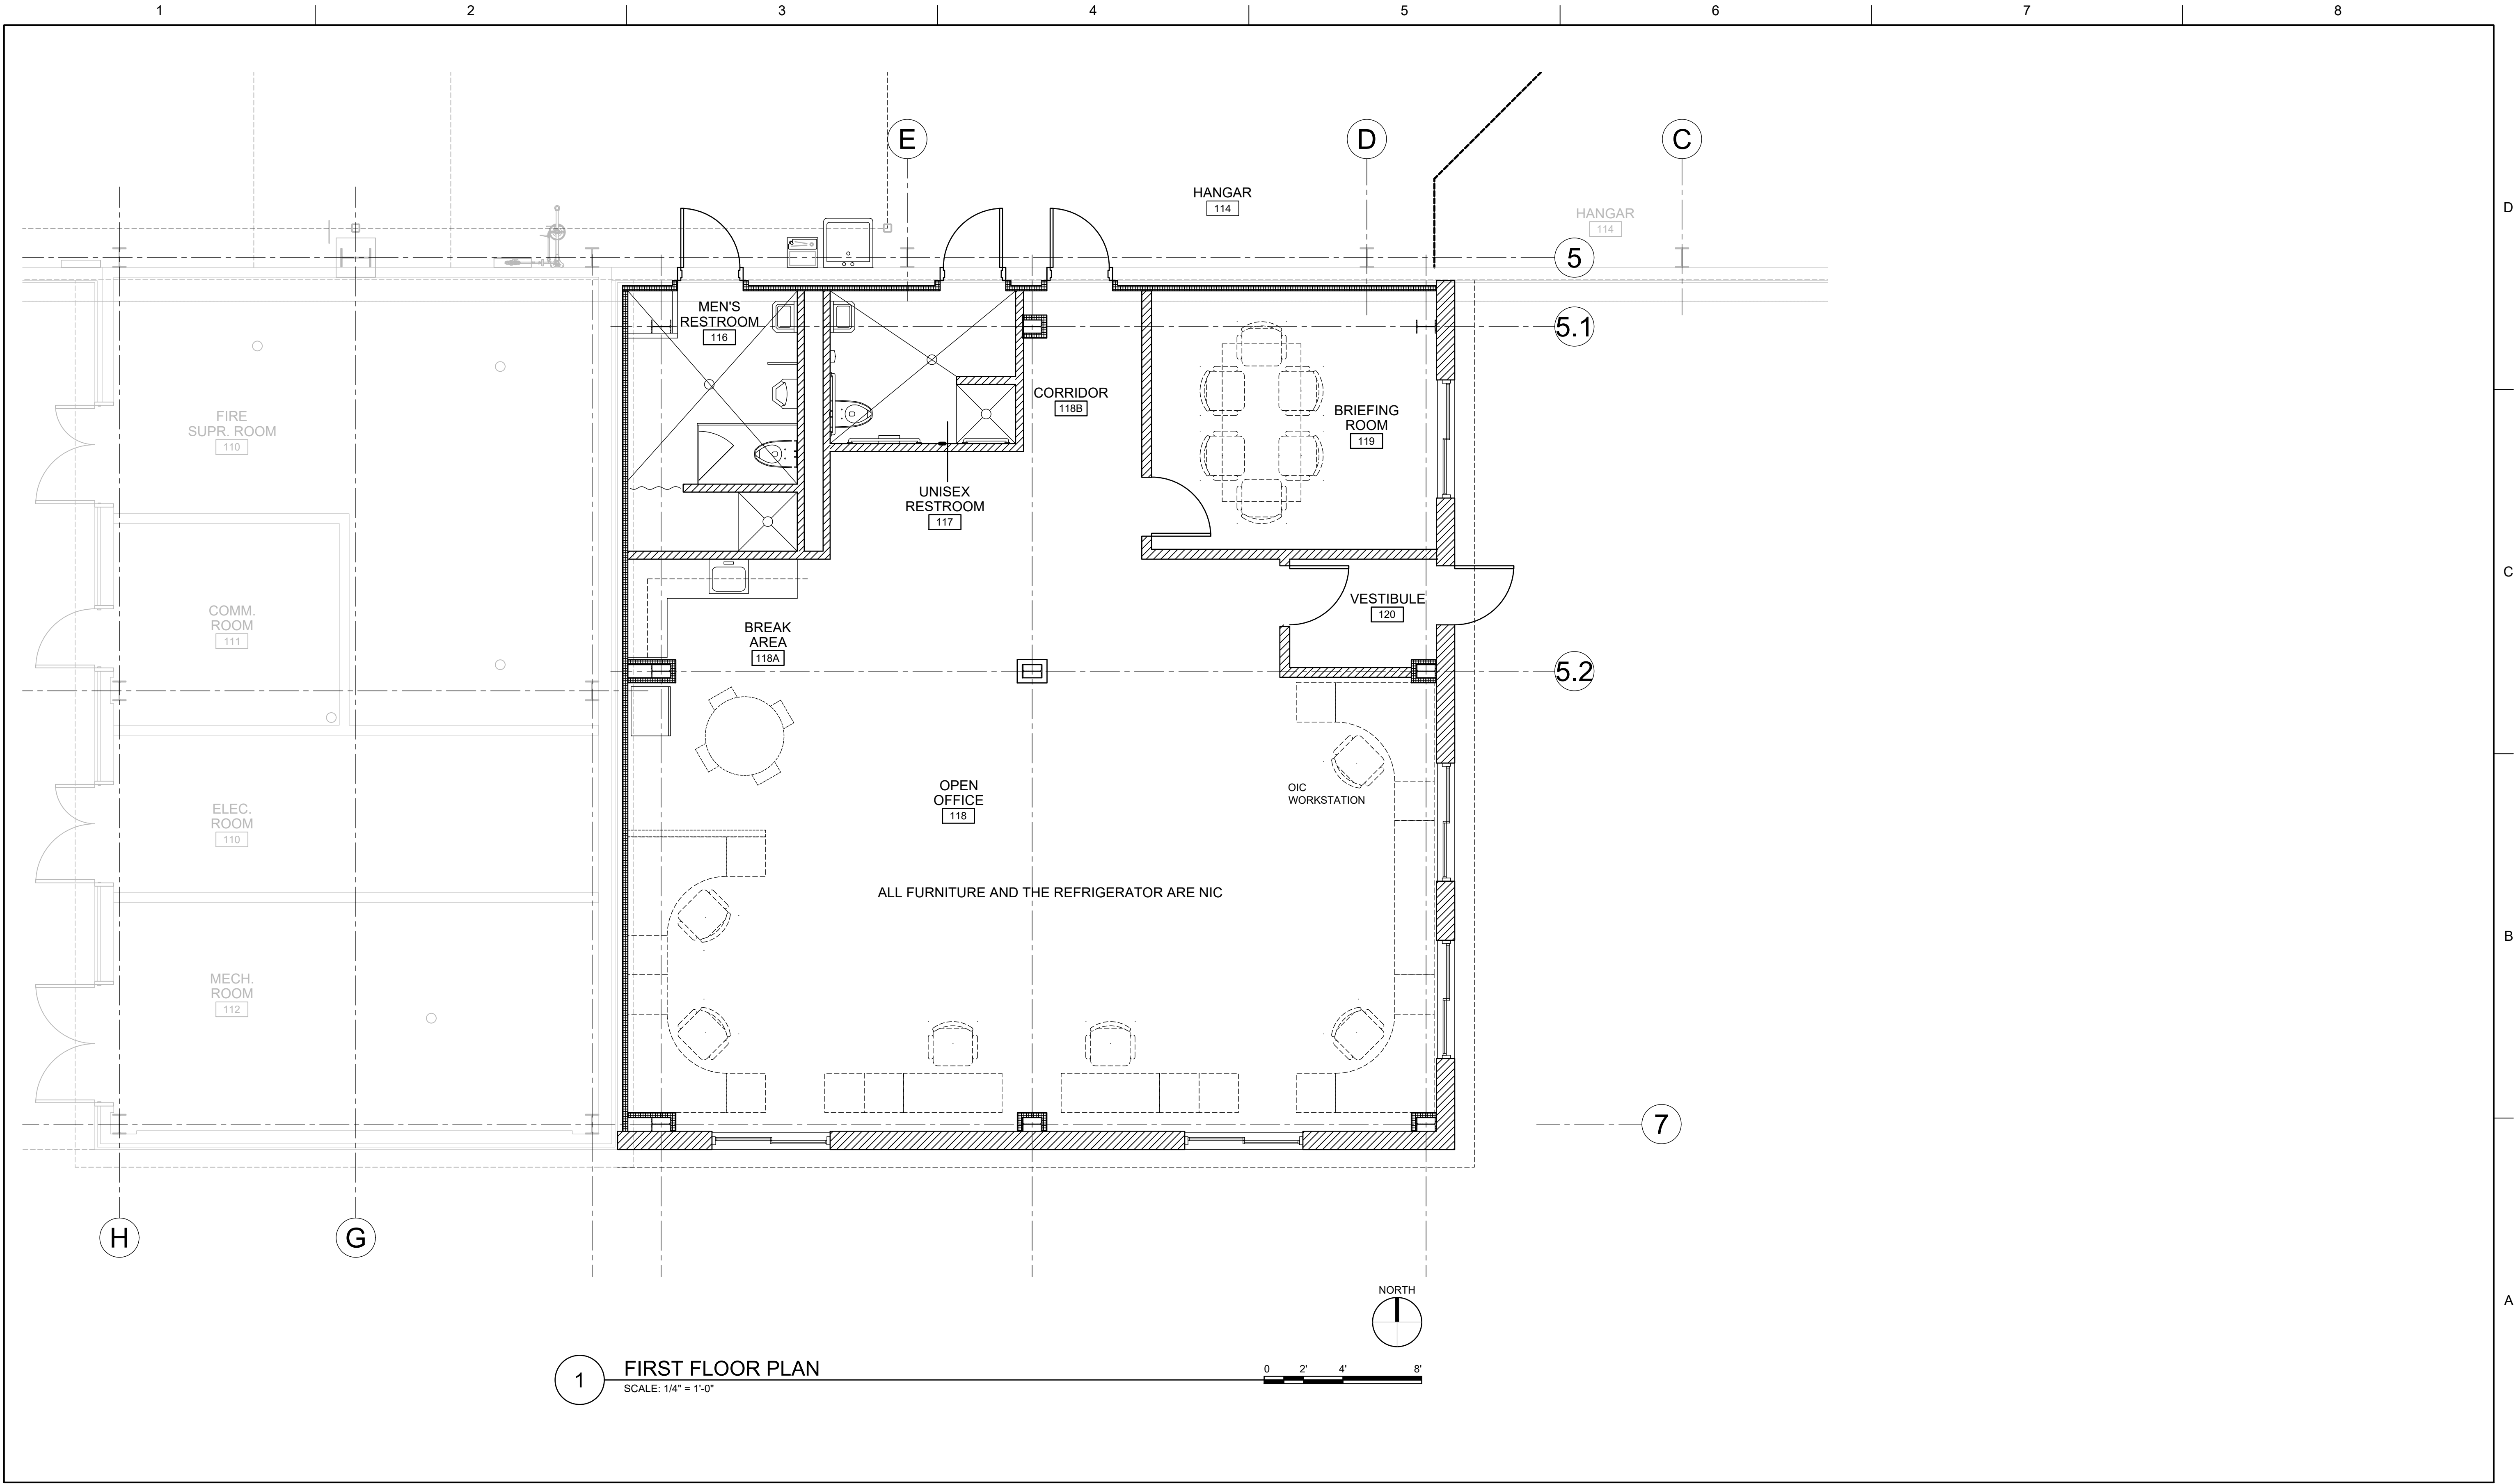 1
2
3
4
5
6
7
8
E
D
C
HANGAR
114
HANGAR
114
D
5
5.1
MEN'S
RESTROOM
116
CORRIDOR
118B
BRIEFING
ROOM
119
FIRE
SUPR. ROOM
110
UNISEX
RESTROOM
117
C
COMM.
ROOM
111
BREAK
AREA
118A
VESTIBULE
120
5.2
ELEC.
ROOM
110
OPEN
OFFICE
118
OIC
WORKSTATION
ALL FURNITURE AND THE REFRIGERATOR ARE NIC
B
MECH.
ROOM
112
7
H
G
NORTH
A
1
FIRST FLOOR PLAN
SCALE: 1/4" = 1'-0"
0 2' 4' 8'